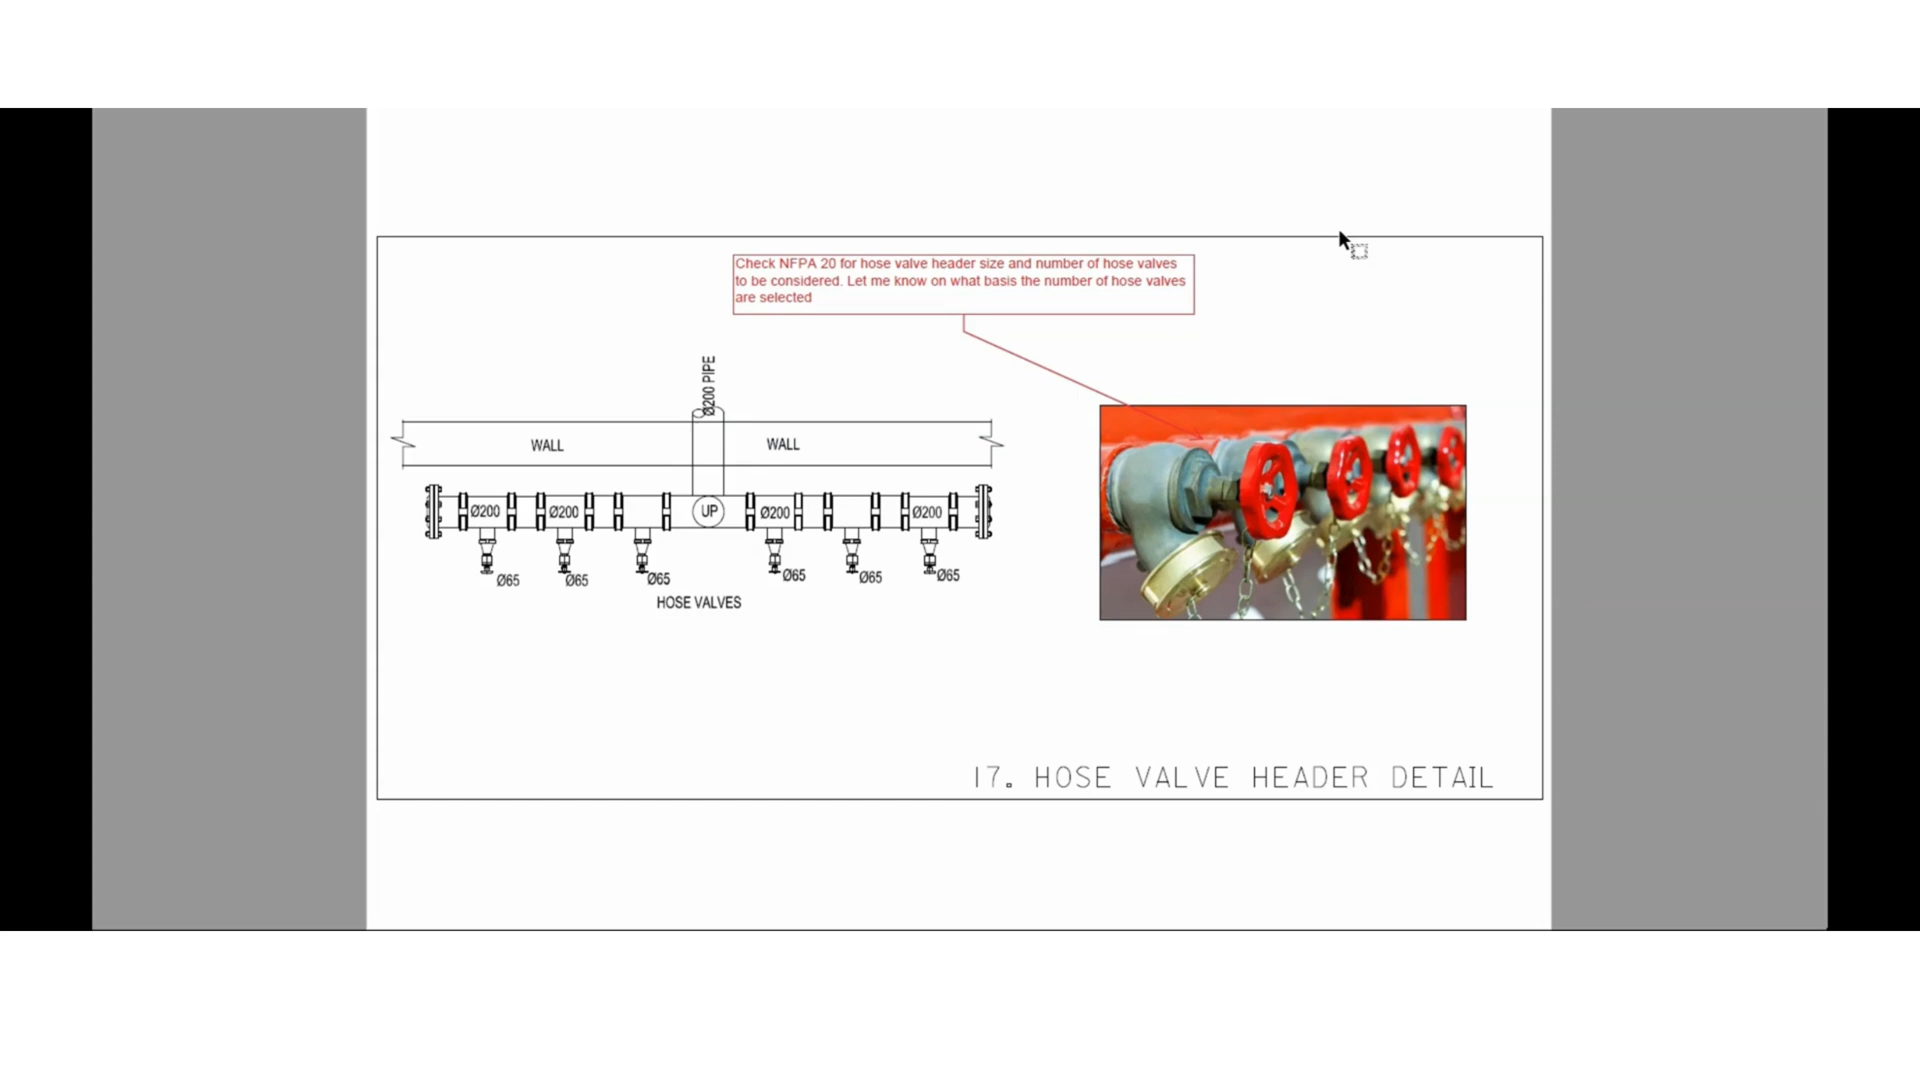 Check NFPA 20 for hose valve header size and number of hose valves
to be considered. Let me know on what basis the number of hose valves
are selected
Ø200 PIPE
WALL
WALL
Ø200
Ø200
UP
Ø200
Ø200
Ø65
Ø65
Ø65
Ø65
Ø65
Ø65
HOSE VALVES
17. HOSE VALVE HEADER DETAIL